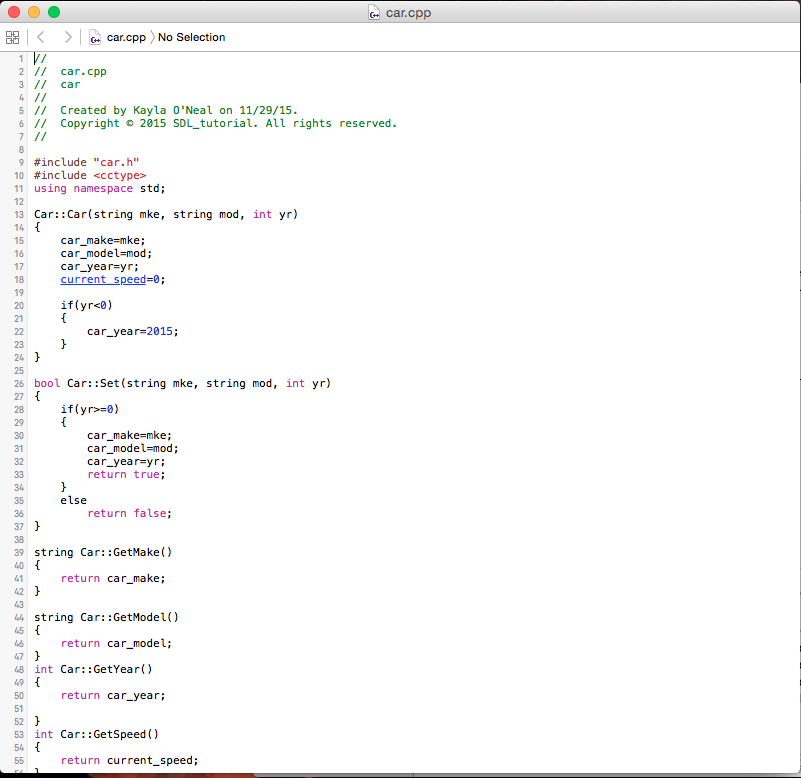 car.cpp
car.cpp 〉No Selection
1 //
2 //  car.cpp
3 //  car
4 //
5 //  Created by Kayla O'Neal on 11/29/15.
6 //  Copyright © 2015 SDL_tutorial. All rights reserved.
7 //
8
9 #include "car.h"
10 #include <cctype>
11 using namespace std;
12
13 Car::Car(string mke, string mod, int yr)
14 {
15     car_make=mke;
16     car_model=mod;
17     car_year=yr;
18     current_speed=0;
19
20     if(yr<0)
21     {
22         car_year=2015;
23     }
24 }
25
26 bool Car::Set(string mke, string mod, int yr)
27 {
28     if(yr>=0)
29     {
30         car_make=mke;
31         car_model=mod;
32         car_year=yr;
33         return true;
34     }
35     else
36         return false;
37 }
38
39 string Car::GetMake()
40 {
41     return car_make;
42 }
43
44 string Car::GetModel()
45 {
46     return car_model;
47 }
48 int Car::GetYear()
49 {
50     return car_year;
51
52 }
53 int Car::GetSpeed()
54 {
55     return current_speed;